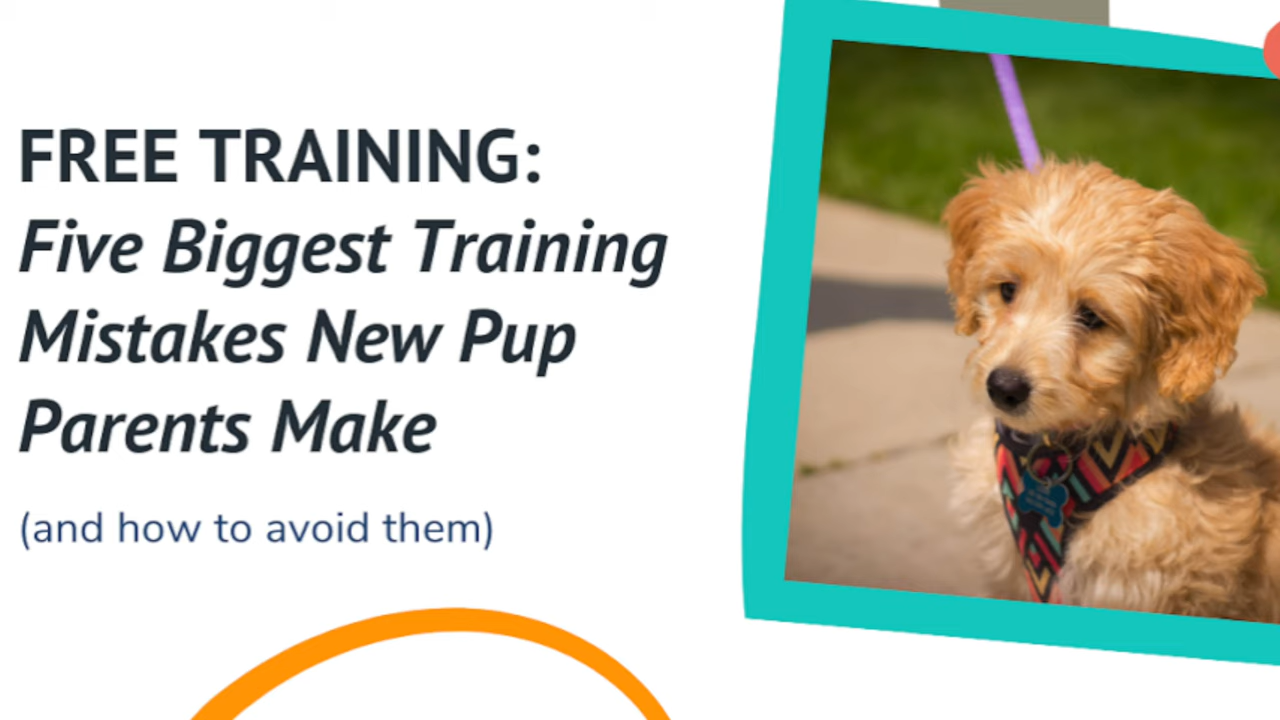 FREE TRAINING:
Five Biggest Training
Mistakes New Pup
Parents Make
(and how to avoid them)